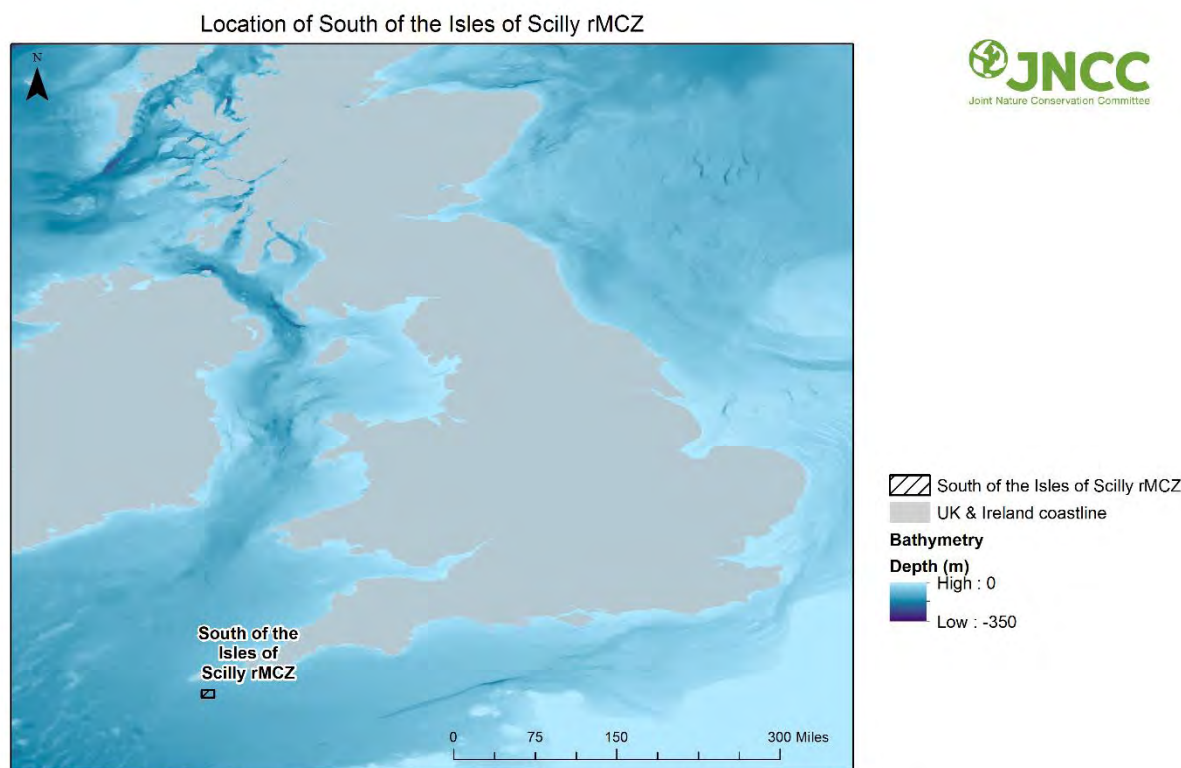 Location of South of the Isles of Scilly rMCZ
N
JNCC
Joint Nature Conservation Committee
South of the Isles of Scilly rMCZ
UK & Ireland coastline
Bathymetry
Depth (m)
High : 0
Low : -350
South of the
Isles of
Scilly rMCZ
0 75 150 300 Miles